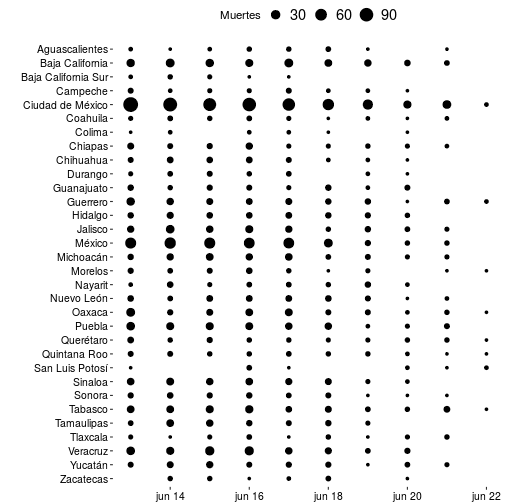 Muertes 30 60 90
Aguascalientes
Baja California
Baja California Sur
Campeche
Ciudad de México
Coahuila
Colima
Chiapas
Chihuahua
Durango
Guanajuato
Guerrero
Hidalgo
Jalisco
México
Michoacán
Morelos
Nayarit
Nuevo León
Oaxaca
Puebla
Querétaro
Quintana Roo
San Luis Potosí
Sinaloa
Sonora
Tabasco
Tamaulipas
Tlaxcala
Veracruz
Yucatán
Zacatecas
jun 14 jun 16 jun 18 jun 20 jun 22